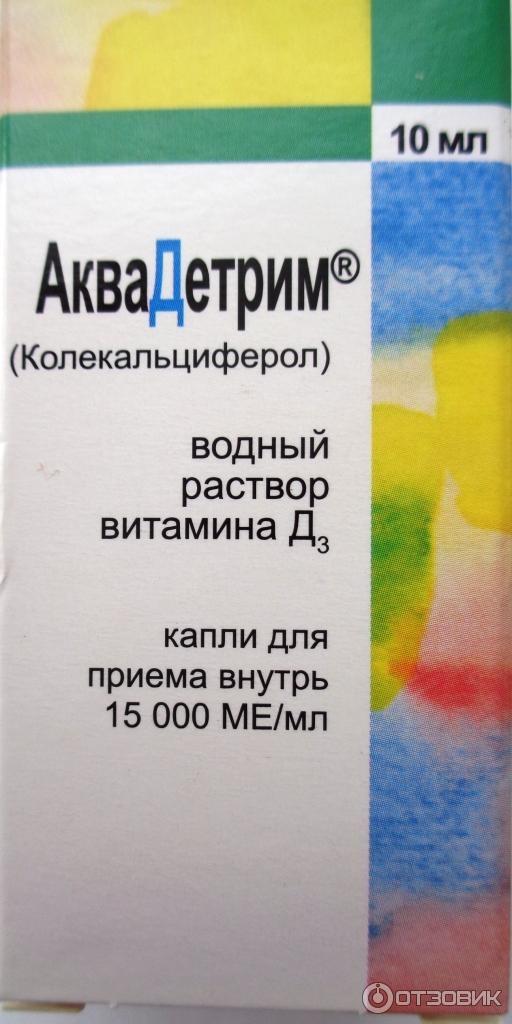 10 мл
АкваДетрим®
(Колекальциферол)
водный
раствор
витамина Д₃
капли для
приема внутрь
15 000 МЕ/мл
ОТЗОВИК